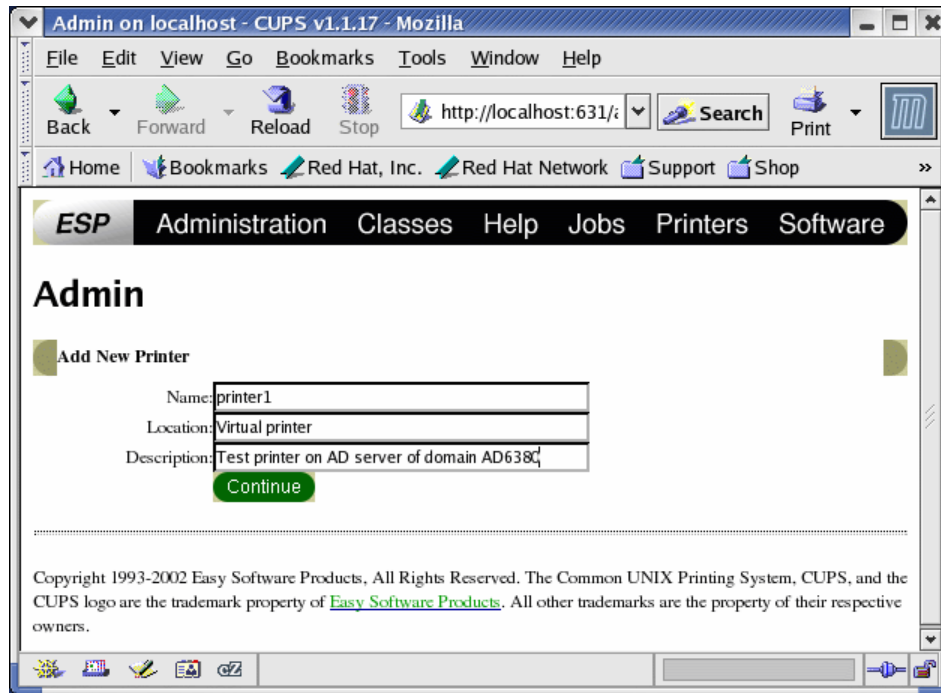 Admin on localhost - CUPS v1.1.17 - Mozilla
File Edit View Go Bookmarks Tools Window Help
Back Forward Reload Stop http://localhost:631/a Search Print
Home Bookmarks Red Hat, Inc. Red Hat Network Support Shop »
ESP Administration Classes Help Jobs Printers Software
Admin
Add New Printer
Name: printer1
Location: Virtual printer
Description: Test printer on AD server of domain AD6380
Continue
Copyright 1993-2002 Easy Software Products, All Rights Reserved. The Common UNIX Printing System, CUPS, and the
CUPS logo are the trademark property of Easy Software Products. All other trademarks are the property of their respective
owners.